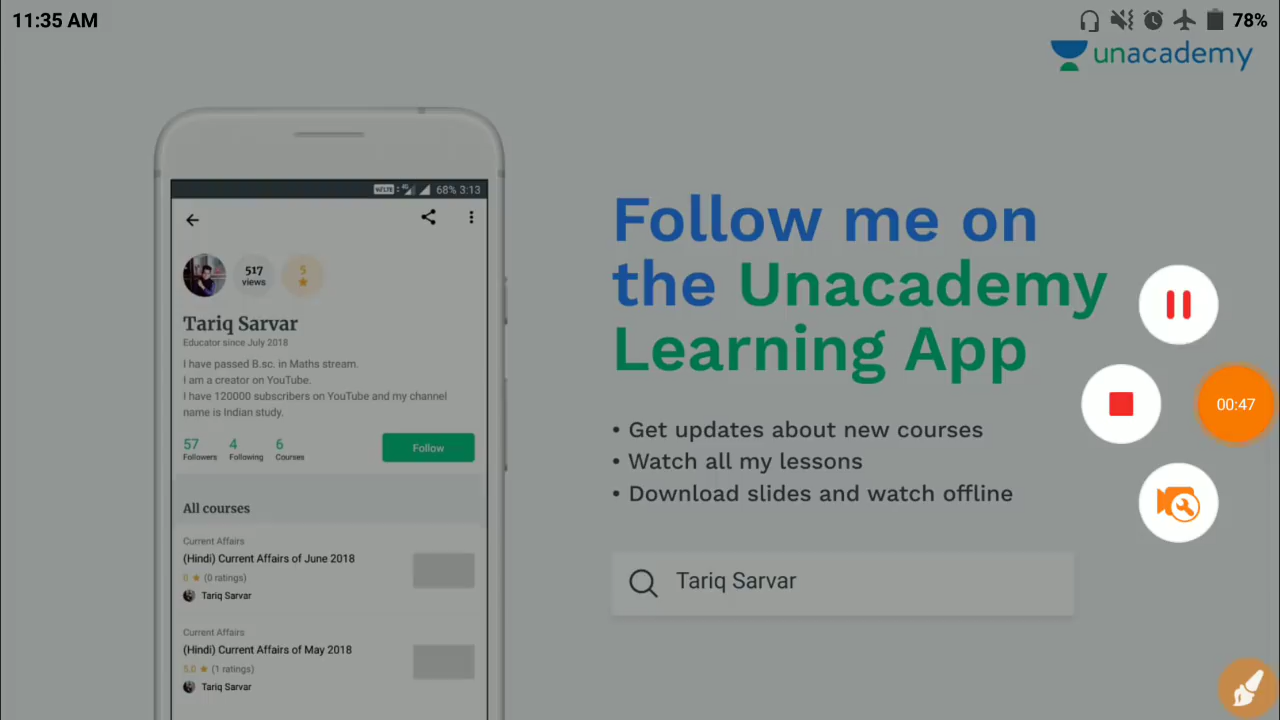 11:35 AM
78%
unacademy
VoLTE 4G 68% 3:13
517
views
5
Tariq Sarvar
Educator since July 2018
I have passed B.sc. in Maths stream.
I am a creator on YouTube.
I have 120000 subscribers on YouTube and my channel
name is Indian study.
57 4 6
Followers Following Courses
Follow
All courses
Current Affairs
(Hindi) Current Affairs of June 2018
0 ★ (0 ratings)
Tariq Sarvar
Current Affairs
(Hindi) Current Affairs of May 2018
5.0 ★ (1 ratings)
Tariq Sarvar
Follow me on
the Unacademy
Learning App
• Get updates about new courses
• Watch all my lessons
• Download slides and watch offline
Tariq Sarvar
00:47